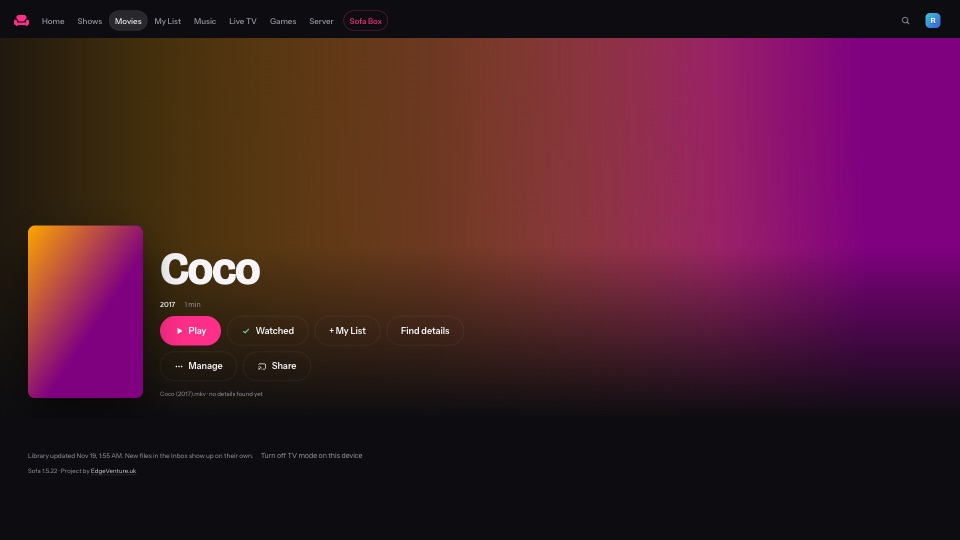 Home Shows Movies My List Music Live TV Games Server Sofa Box R
Coco
2017 1 min
Play Watched + My List Find details
Manage Share
Coco (2017).mkv · no details found yet
Library updated Nov 19, 1:55 AM. New files in the Inbox show up on their own. Turn off TV mode on this device
Sofa 1.5.22 · Project by EdgeVenture.uk